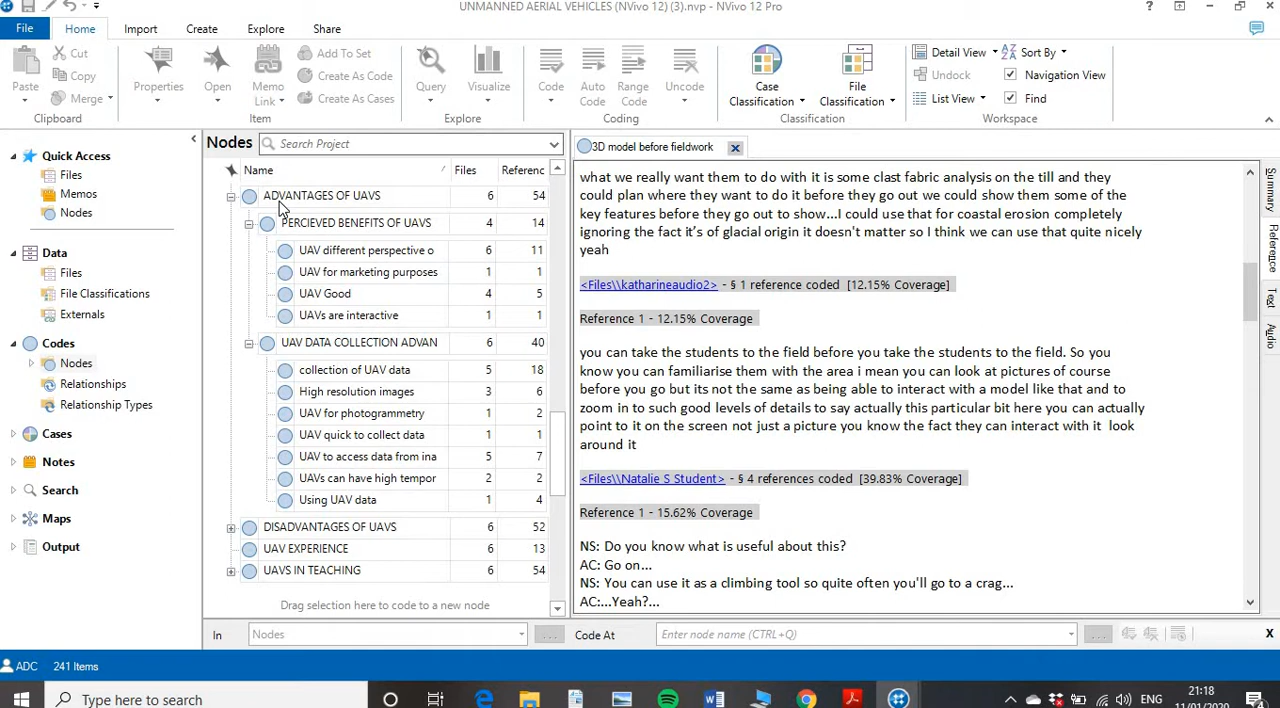 UNMANNED AERIAL VEHICLES (NVivo 12) (3).nvp - NVivo 12 Pro
File Home Import Create Explore Share
Paste Cut Copy Merge
Clipboard
Properties Open Memo Link Add To Set Create As Code Create As Cases
Item
Query Visualize
Explore
Code Auto Code Range Code Uncode
Coding
Case Classification File Classification
Classification
Detail View Sort By
Undock Navigation View
List View Find
Workspace
Quick Access
Files
Memos
Nodes
Data
Files
File Classifications
Externals
Codes
Nodes
Relationships
Relationship Types
Cases
Notes
Search
Maps
Output
Nodes Search Project
Name Files Referenc
ADVANTAGES OF UAVS 6 54
PERCIEVED BENEFITS OF UAVS 4 14
UAV different perspective o 6 11
UAV for marketing purposes 1 1
UAV Good 4 5
UAVs are interactive 1 1
UAV DATA COLLECTION ADVAN 6 40
collection of UAV data 5 18
High resolution images 3 6
UAV for photogrammetry 1 2
UAV quick to collect data 1 1
UAV to access data from ina 5 7
UAVs can have high tempor 2 2
Using UAV data 1 4
DISADVANTAGES OF UAVS 6 52
UAV EXPERIENCE 6 13
UAVS IN TEACHING 6 54
Drag selection here to code to a new node
3D model before fieldwork
what we really want them to do with it is some clast fabric analysis on the till and they
could plan where they want to do it before they go out we could show them some of the
key features before they go out to show...I could use that for coastal erosion completely
ignoring the fact it's of glacial origin it doesn't matter so I think we can use that quite nicely
yeah
<Files\\katharineaudio2> - § 1 reference coded [12.15% Coverage]
Reference 1 - 12.15% Coverage
you can take the students to the field before you take the students to the field. So you
know you can familiarise them with the area i mean you can look at pictures of course
before you go but its not the same as being able to interact with a model like that and to
zoom in to such good levels of details to say actually this particular bit here you can actually
point to it on the screen not just a picture you know the fact they can interact with it look
around it
<Files\\Natalie S Student> - § 4 references coded [39.83% Coverage]
Reference 1 - 15.62% Coverage
NS: Do you know what is useful about this?
AC: Go on...
NS: You can use it as a climbing tool so quite often you'll go to a crag...
AC:...Yeah?...
Summary
Reference
Text
Audio
In Nodes ... Code At Enter node name (CTRL+Q) ... X
ADC 241 Items
Type here to search
ENG 21:18
11/01/2020